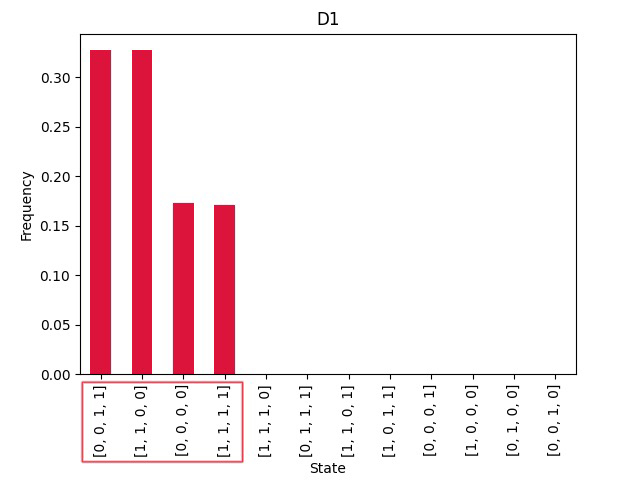 D1
0.30
0.25
0.20
0.15
0.10
0.05
0.00
Frequency
[0, 0, 1, 1]
[1, 1, 0, 0]
[0, 0, 0, 0]
[1, 1, 1, 1]
[1, 1, 1, 0]
[0, 1, 1, 1]
[1, 1, 0, 1]
[1, 0, 1, 1]
[0, 0, 0, 1]
[1, 0, 0, 0]
[0, 1, 0, 0]
[0, 0, 1, 0]
State